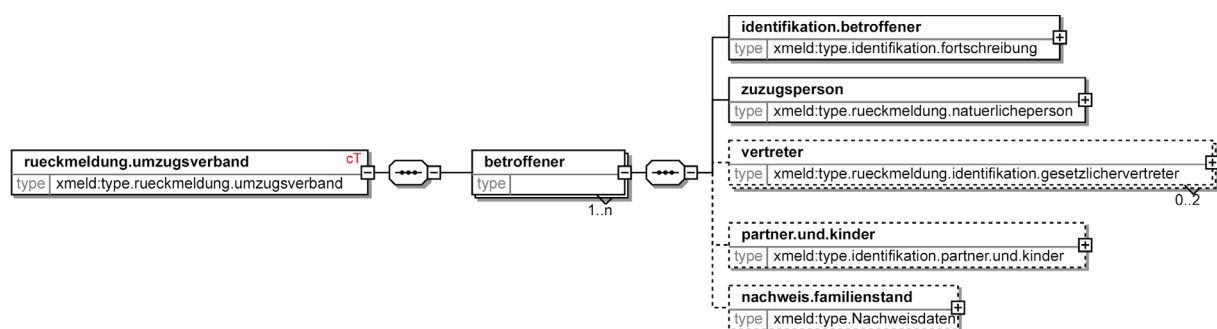 rueckmeldung.umzugsverband cT
type xmeld:type.rueckmeldung.umzugsverband
betroffener
type
1..n
identifikation.betroffener
type xmeld:type.identifikation.fortschreibung
zuzugsperson
type xmeld:type.rueckmeldung.natuerlicheperson
vertreter
type xmeld:type.rueckmeldung.identifikation.gesetzlichervertreter
0..2
partner.und.kinder
type xmeld:type.identifikation.partner.und.kinder
nachweis.familienstand
type xmeld:type.Nachweisdaten